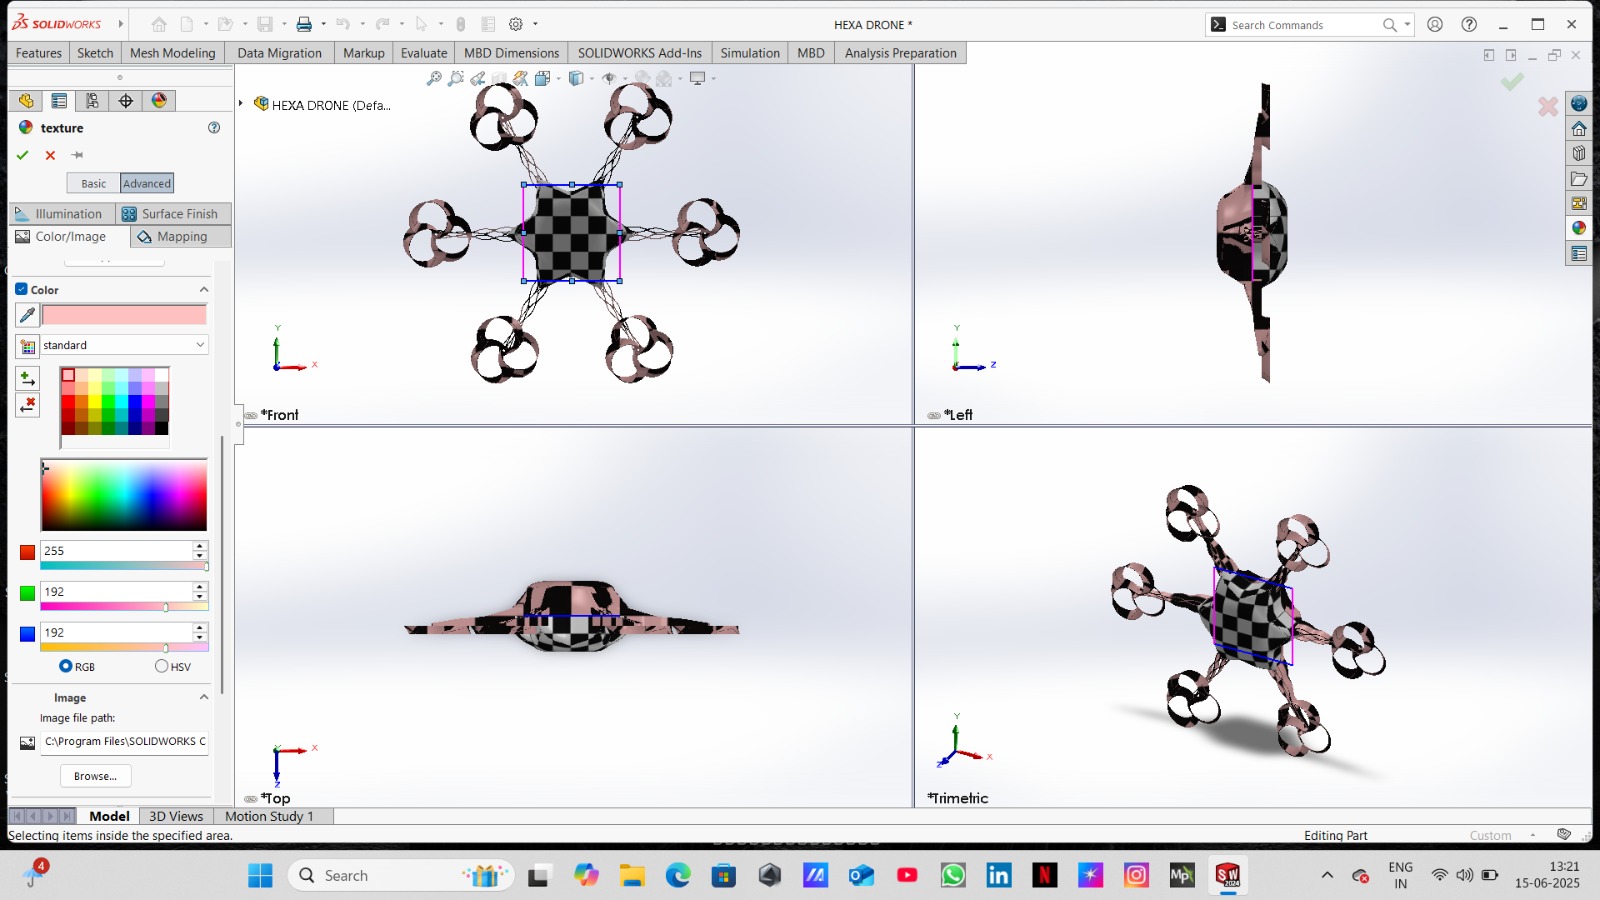 SOLIDWORKS
HEXA DRONE *
Search Commands
Features Sketch Mesh Modeling Data Migration Markup Evaluate MBD Dimensions SOLIDWORKS Add-Ins Simulation MBD Analysis Preparation
HEXA DRONE (Defa...
texture
Basic Advanced
Illumination Surface Finish
Color/Image Mapping
Color
standard
255
192
192
RGB HSV
Image
Image file path:
C:\Program Files\SOLIDWORKS C
Browse...
Y
X
*Front
Y
Z
*Left
X
Z
*Top
Y
X
Z
*Trimetric
Model 3D Views Motion Study 1
Selecting items inside the specified area.
Editing Part
Custom
4
Search
Mp
SW
2024
ENG
IN
13:21
15-06-2025